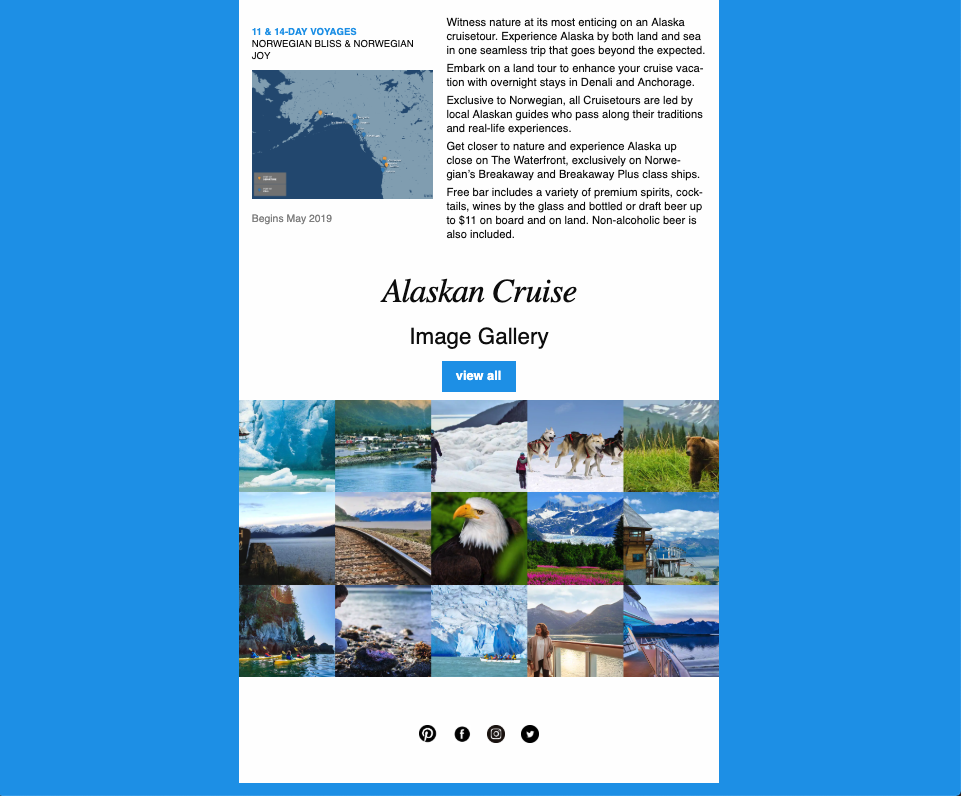 11 & 14-DAY VOYAGES
NORWEGIAN BLISS & NORWEGIAN
JOY
Begins May 2019
Witness nature at its most enticing on an Alaska
cruisetour. Experience Alaska by both land and sea
in one seamless trip that goes beyond the expected.
Embark on a land tour to enhance your cruise vaca-
tion with overnight stays in Denali and Anchorage.
Exclusive to Norwegian, all Cruisetours are led by
local Alaskan guides who pass along their traditions
and real-life experiences.
Get closer to nature and experience Alaska up
close on The Waterfront, exclusively on Norwe-
gian’s Breakaway and Breakaway Plus class ships.
Free bar includes a variety of premium spirits, cock-
tails, wines by the glass and bottled or draft beer up
to $11 on board and on land. Non-alcoholic beer is
also included.
Alaskan Cruise
Image Gallery
view all